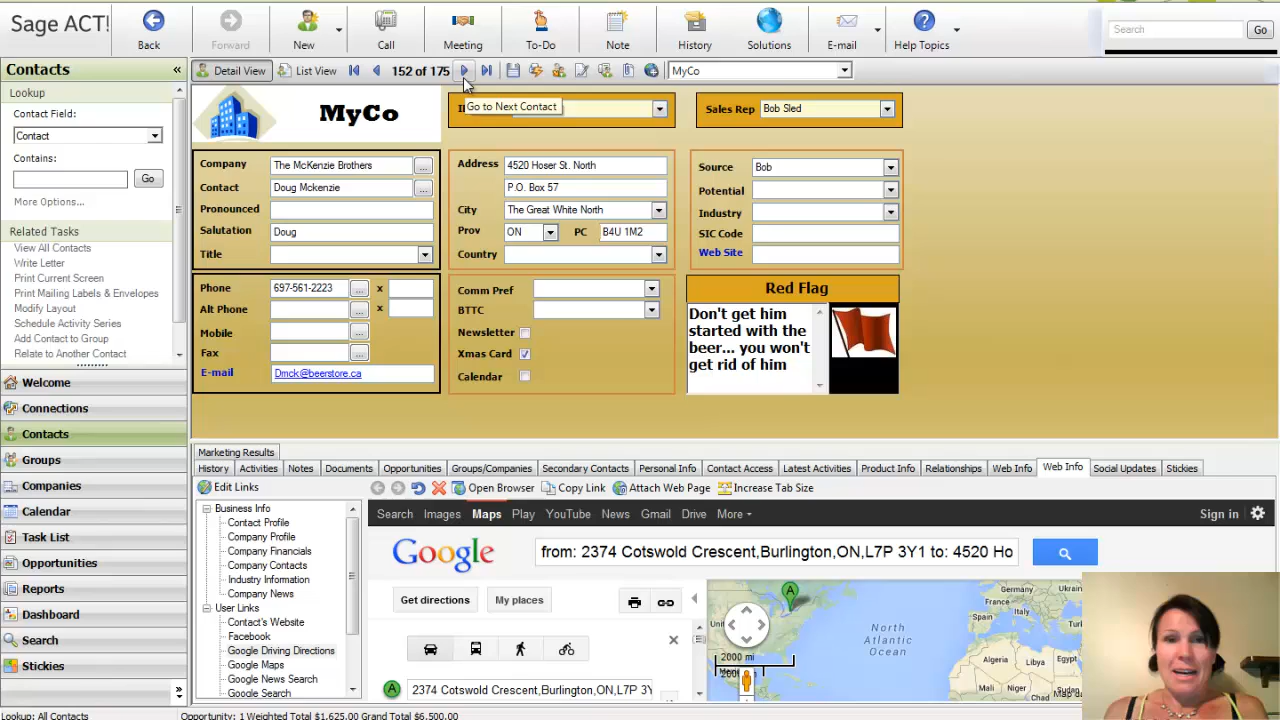 Sage ACT!
Back
Forward
New
Call
Meeting
To-Do
Note
History
Solutions
E-mail
Help Topics
Search
Go
Contacts
Detail View
List View
152 of 175
MyCo
Lookup
Contact Field:
Contact
Contains:
Go
More Options...
Related Tasks
View All Contacts
Write Letter
Print Current Screen
Print Mailing Labels & Envelopes
Modify Layout
Schedule Activity Series
Add Contact to Group
Relate to Another Contact
Welcome
Connections
Contacts
Groups
Companies
Calendar
Task List
Opportunities
Reports
Dashboard
Search
Stickies
Lookup: All Contacts
MyCo
Go to Next Contact
Sales Rep
Bob Sled
Company
The McKenzie Brothers
Contact
Doug Mckenzie
Pronounced
Salutation
Doug
Title
Address
4520 Hoser St. North
P.O. Box 57
City
The Great White North
Prov
ON
PC
B4U 1M2
Country
Source
Bob
Potential
Industry
SIC Code
Web Site
Phone
697-561-2223
x
Alt Phone
x
Mobile
Fax
E-mail
Dmck@beerstore.ca
Comm Pref
BTTC
Newsletter
Xmas Card
Calendar
Red Flag
Don't get him
started with the
beer... you won't
get rid of him
Marketing Results
History
Activities
Notes
Documents
Opportunities
Groups/Companies
Secondary Contacts
Personal Info
Contact Access
Latest Activities
Product Info
Relationships
Web Info
Web Info
Social Updates
Stickies
Edit Links
Open Browser
Copy Link
Attach Web Page
Increase Tab Size
Business Info
Contact Profile
Company Profile
Company Financials
Company Contacts
Industry Information
Company News
User Links
Contact's Website
Facebook
Google Driving Directions
Google Maps
Google News Search
Google Search
Search Images Maps Play YouTube News Gmail Drive More
Sign in
Google
from: 2374 Cotswold Crescent,Burlington,ON,L7P 3Y1 to: 4520 Ho
Get directions
My places
A
2374 Cotswold Crescent,Burlington,ON,L7P 3Y
A
2000 mi
North
Atlantic
Ocean
Germany
France
Italy
Spain
Algeria
Libya
Mali
Niger
Opportunity: 1 Weighted Total $1,625.00 Grand Total $6,500.00